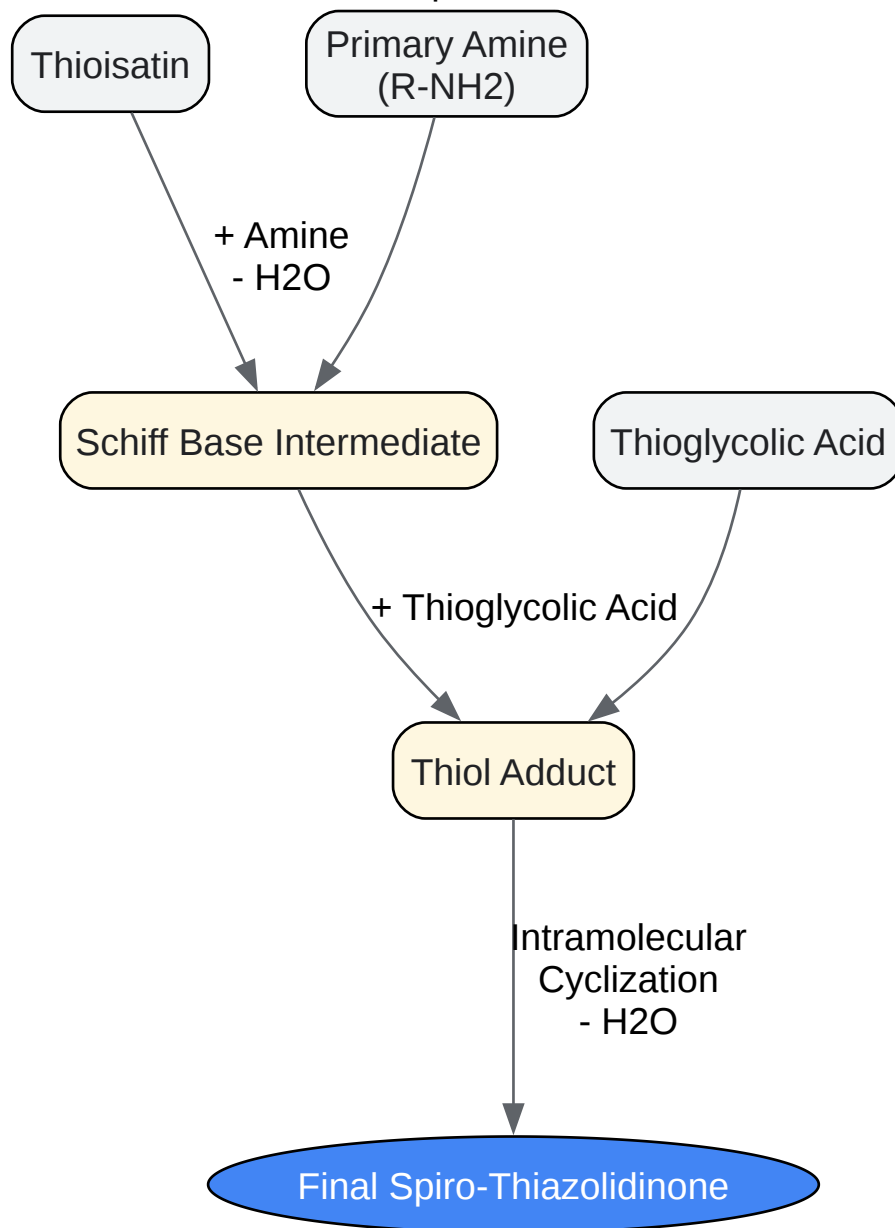 Thioisatin
Primary Amine
(R-NH2)
+ Amine
- H2O
Schiff Base Intermediate
Thioglycolic Acid
+ Thioglycolic Acid
Thiol Adduct
Intramolecular
Cyclization
- H2O
Final Spiro-Thiazolidinone